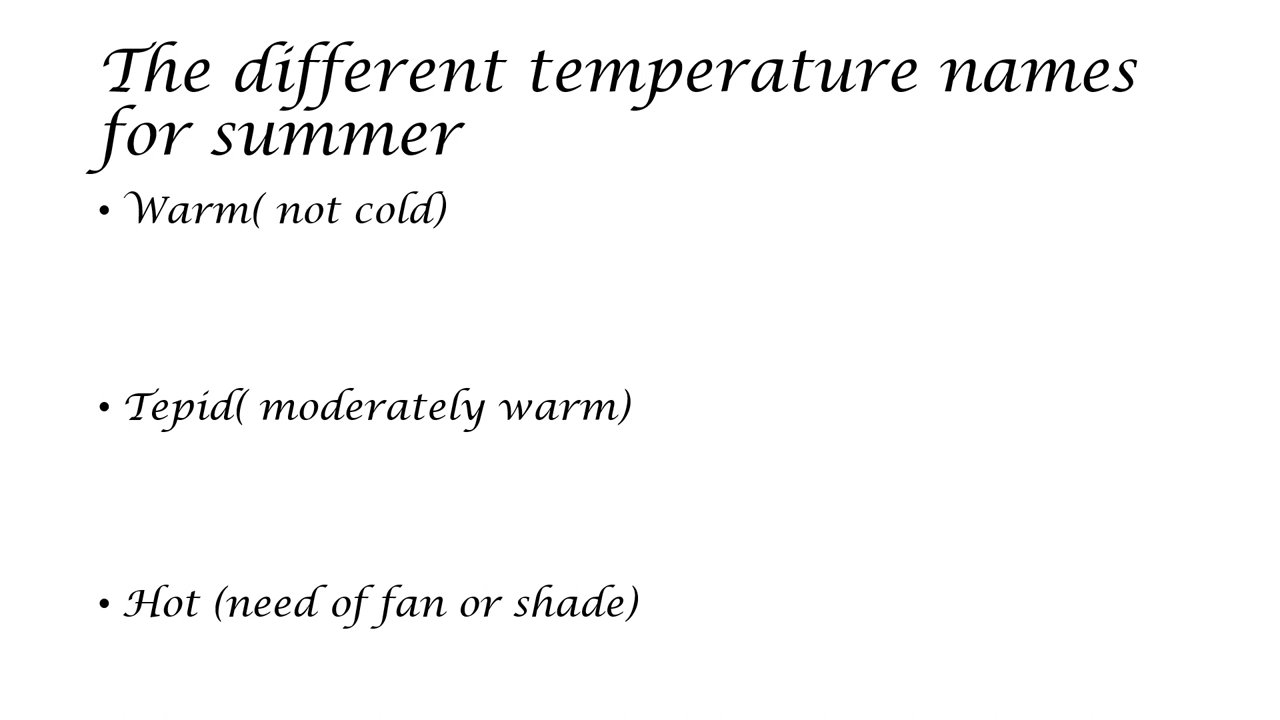 The different temperature names
for summer
• Warm( not cold)
• Tepid( moderately warm)
• Hot (need of fan or shade)